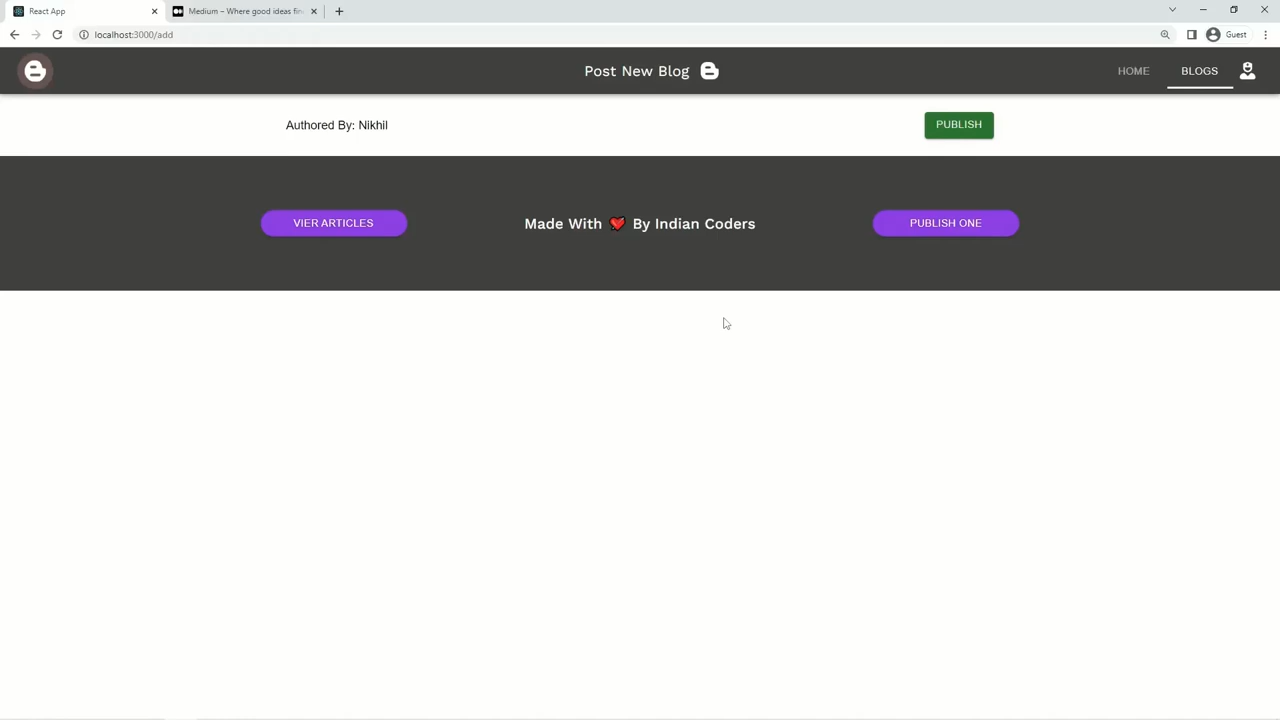 React App
Medium – Where good ideas fin
localhost:3000/add
Guest
Post New Blog
HOME
BLOGS
Authored By: Nikhil
PUBLISH
VIER ARTICLES
Made With ❤ By Indian Coders
PUBLISH ONE